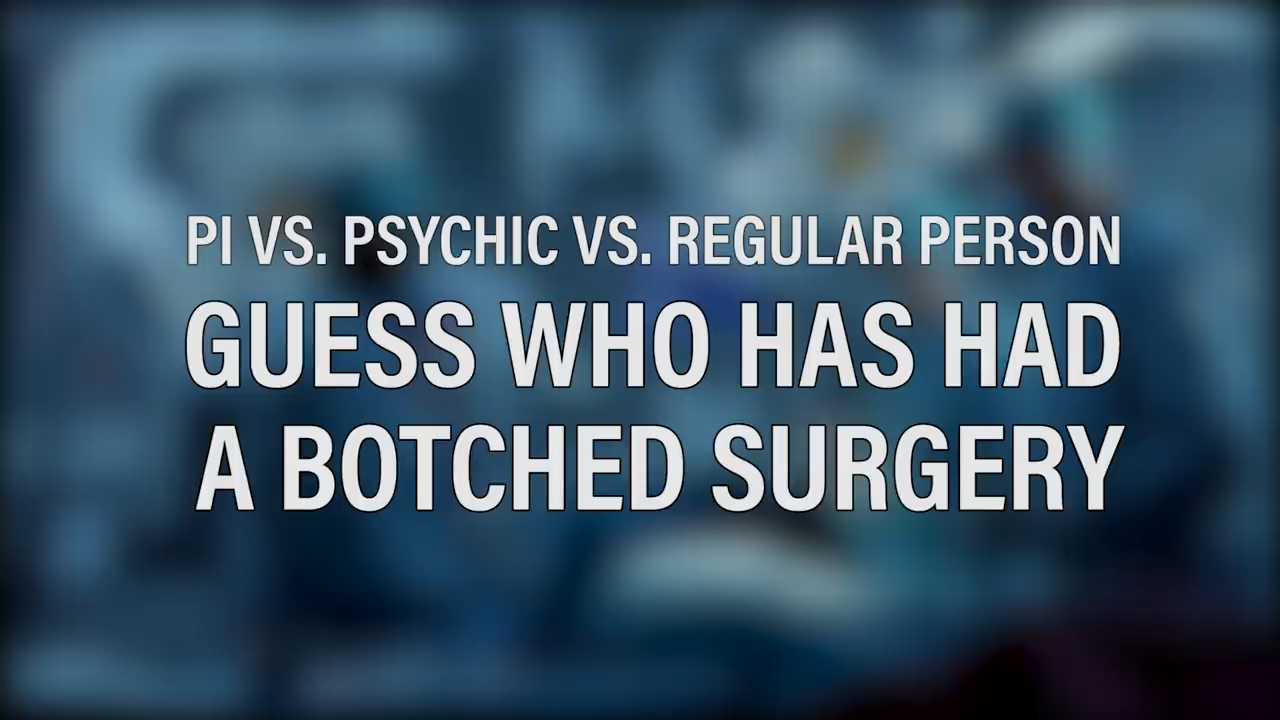 PI VS. PSYCHIC VS. REGULAR PERSON
GUESS WHO HAS HAD
A BOTCHED SURGERY